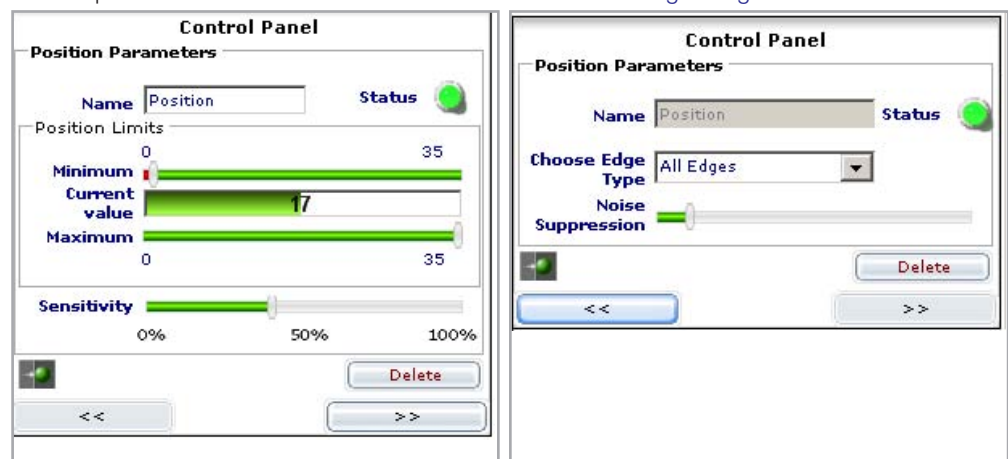 Control Panel
Position Parameters
Name Position Status
Position Limits
0 35
Minimum
Current
value 17
Maximum
0 35
Sensitivity
0% 50% 100%
Delete
<< >>
Control Panel
Position Parameters
Name Position Status
Choose Edge
Type All Edges
Noise
Suppression
Delete
<< >>